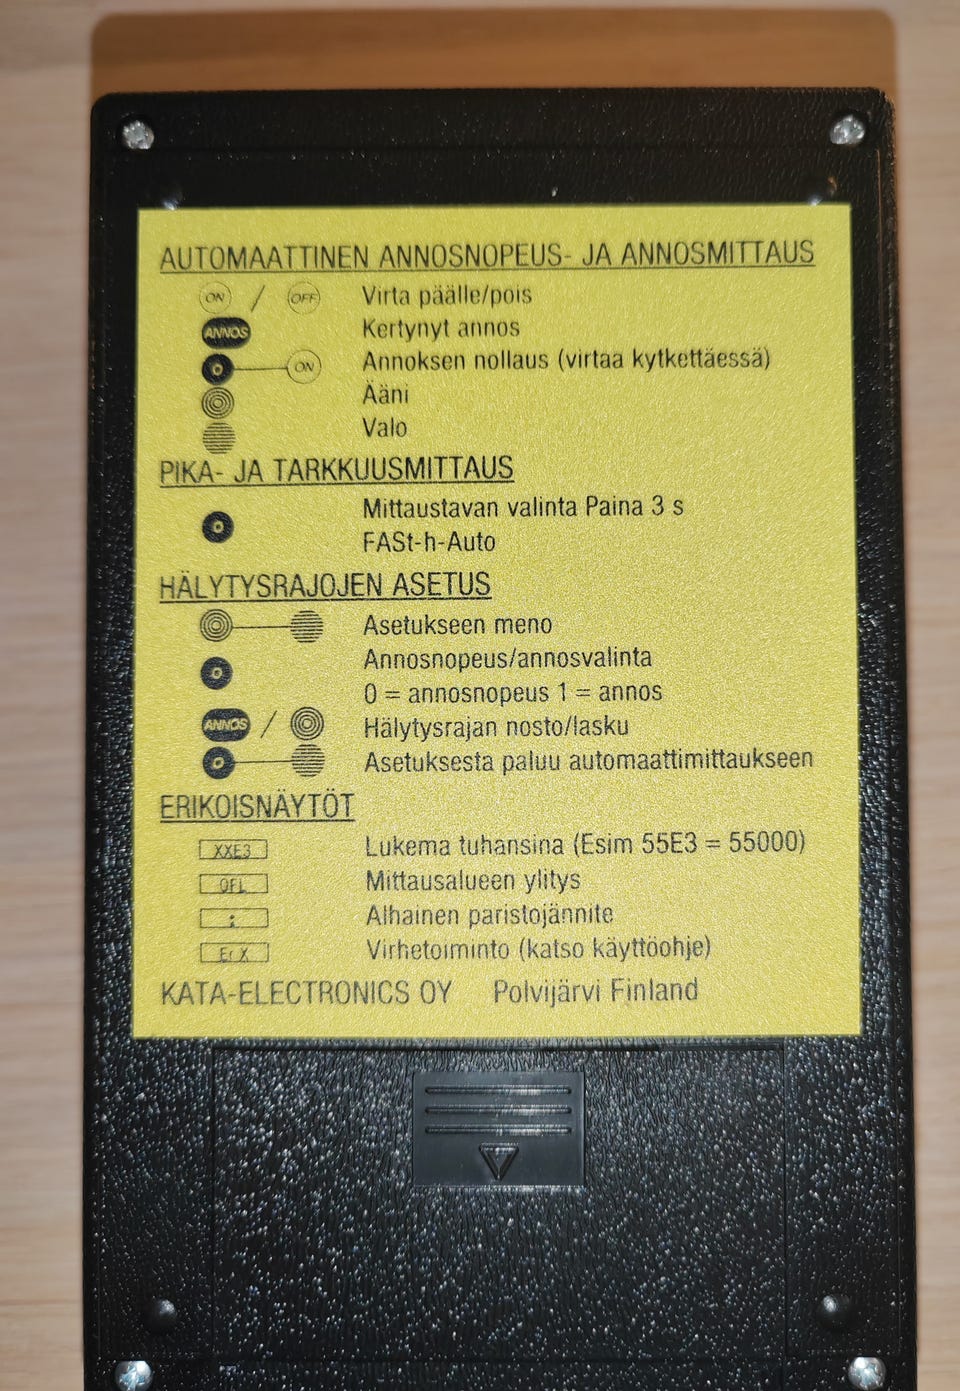 AUTOMAATTINEN ANNOSNOPEUS- JA ANNOSMITTAUS
ON / OFF Virta päälle/pois
ANNOS Kertynyt annos
ON Annoksen nollaus (virtaa kytkettäessä)
Ääni
Valo
PIKA- JA TARKKUUSMITTAUS
Mittaustavan valinta Paina 3 s
FASt-h-Auto
HÄLYTYSRAJOJEN ASETUS
Asetukseen meno
Annosnopeus/annosvalinta
0 = annosnopeus 1 = annos
ANNOS / Hälytysrajan nosto/lasku
Asetuksesta paluu automaattimittaukseen
ERIKOISNÄYTÖT
XXE3 Lukema tuhansina (Esim 55E3 = 55000)
OFL Mittausalueen ylitys
: Alhainen paristojännite
Er X Virhetoiminto (katso käyttöohje)
KATA-ELECTRONICS OY Polvijärvi Finland